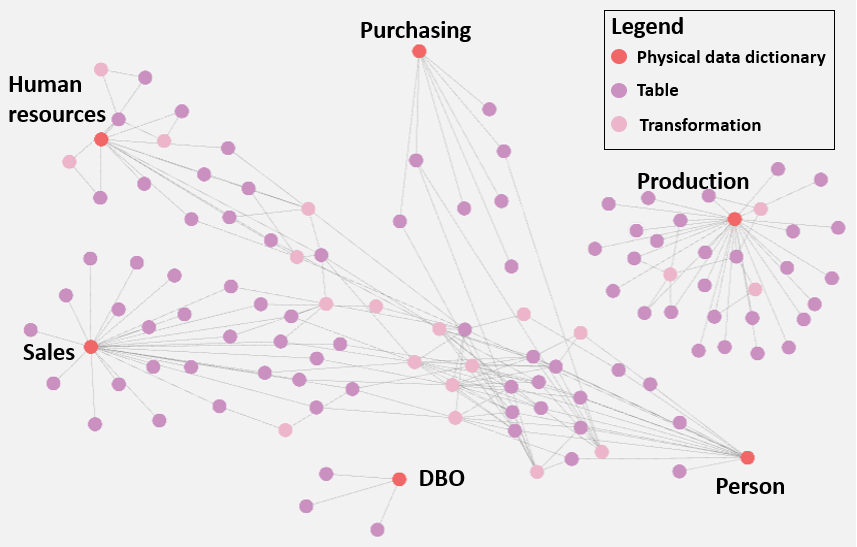 Purchasing
Legend
Physical data dictionary
Table
Transformation
Human
resources
Production
Sales
DBO
Person